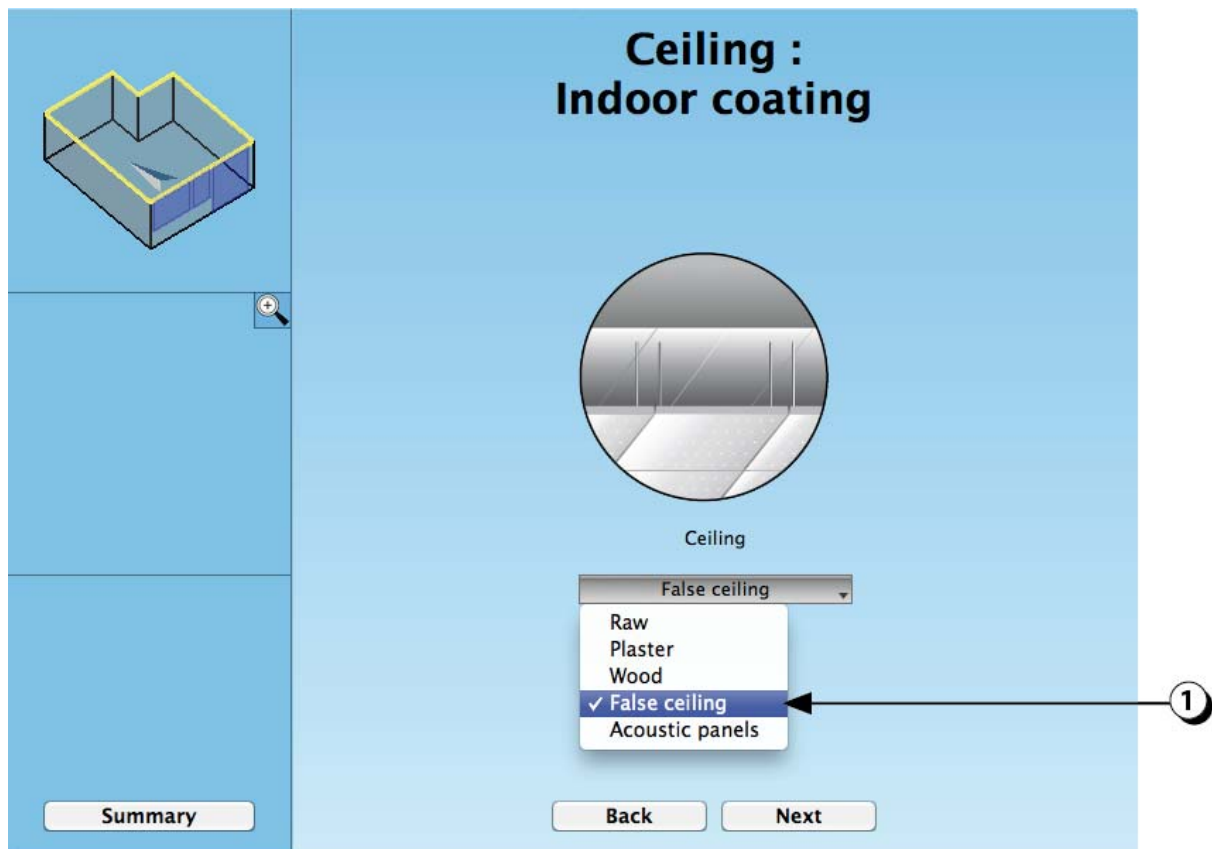 Ceiling :
Indoor coating
Ceiling
False ceiling
Raw
Plaster
Wood
✓ False ceiling
Acoustic panels
1
Summary
Back
Next